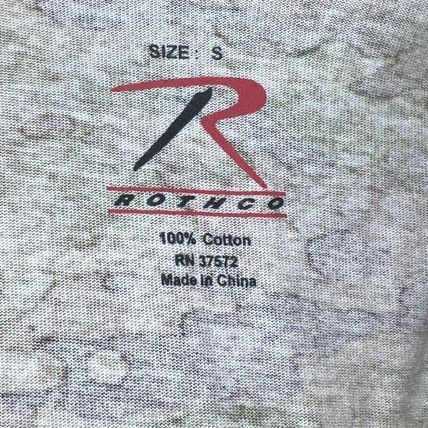 SIZE: S
R
ROTHCO
100% Cotton
RN 37572
Made in China